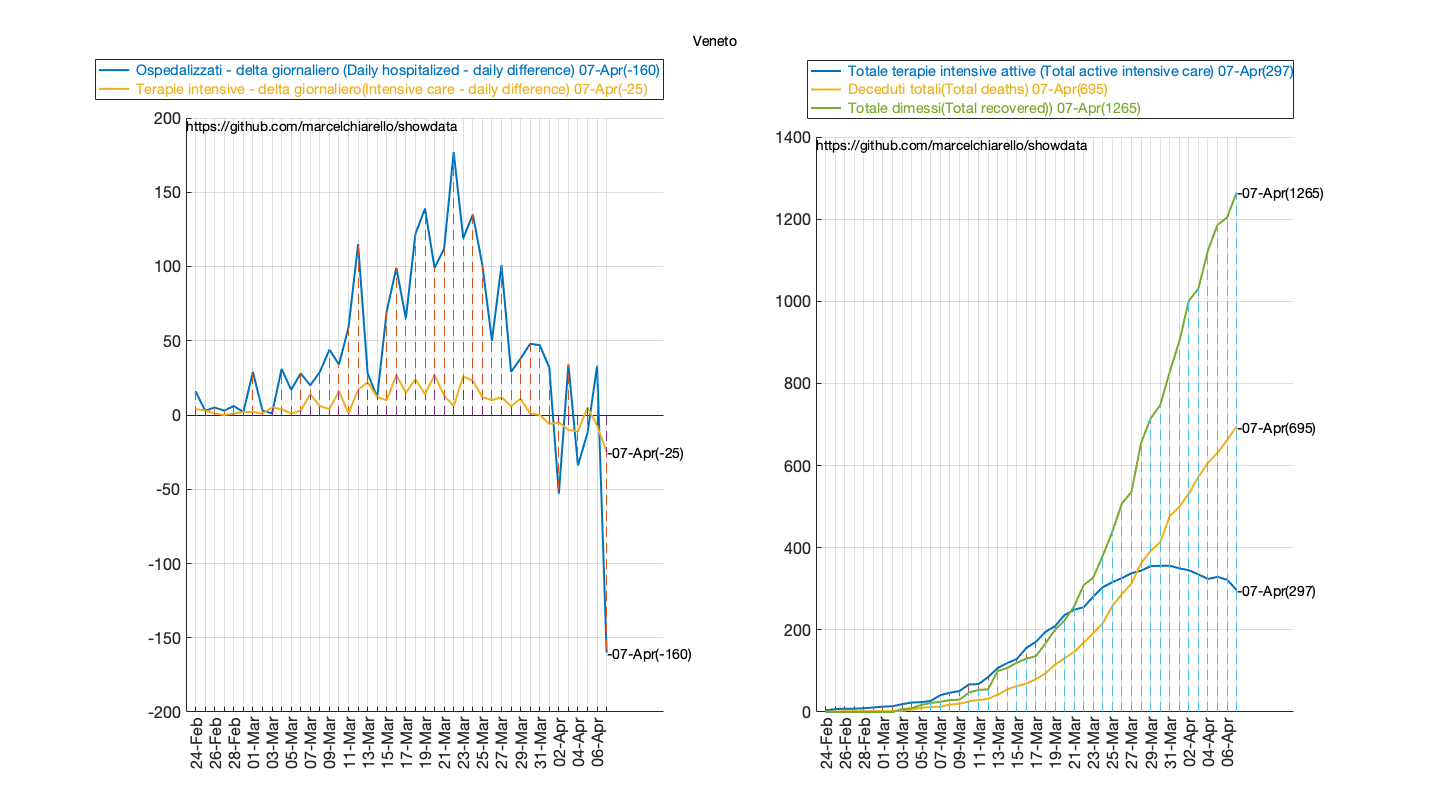 Veneto
Ospedalizzati - delta giornaliero (Daily hospitalized - daily difference) 07-Apr(-160)
Terapie intensive - delta giornaliero(Intensive care - daily difference) 07-Apr(-25)
https://github.com/marcelchiarello/showdata
200
150
100
50
0
-50
-100
-150
-200
-07-Apr(-25)
-07-Apr(-160)
24-Feb
26-Feb
28-Feb
01-Mar
03-Mar
05-Mar
07-Mar
09-Mar
11-Mar
13-Mar
15-Mar
17-Mar
19-Mar
21-Mar
23-Mar
25-Mar
27-Mar
29-Mar
31-Mar
02-Apr
04-Apr
06-Apr
Totale terapie intensive attive (Total active intensive care) 07-Apr(297)
Deceduti totali(Total deaths) 07-Apr(695)
Totale dimessi(Total recovered)) 07-Apr(1265)
https://github.com/marcelchiarello/showdata
1400
1200
1000
800
600
400
200
0
-07-Apr(1265)
-07-Apr(695)
-07-Apr(297)
24-Feb
26-Feb
28-Feb
01-Mar
03-Mar
05-Mar
07-Mar
09-Mar
11-Mar
13-Mar
15-Mar
17-Mar
19-Mar
21-Mar
23-Mar
25-Mar
27-Mar
29-Mar
31-Mar
02-Apr
04-Apr
06-Apr